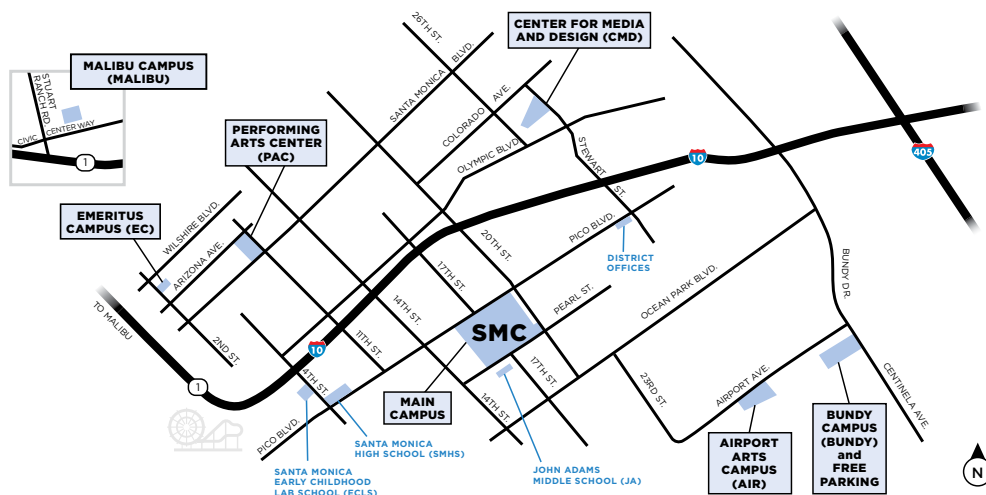 MALIBU CAMPUS
(MALIBU)
STUART
RANCH RD
CIVIC CENTER WAY
1
26TH ST.
SANTA MONICA BLVD.
CENTER FOR MEDIA
AND DESIGN (CMD)
COLORADO AVE.
OLYMPIC BLVD.
STEWART ST.
10
405
PERFORMING
ARTS CENTER
(PAC)
EMERITUS
CAMPUS (EC)
WILSHIRE BLVD.
ARIZONA AVE.
2ND ST.
TO MALIBU
1
10
4TH ST.
11TH ST.
14TH ST.
17TH ST.
20TH ST.
PICO BLVD.
DISTRICT
OFFICES
PEARL ST.
OCEAN PARK BLVD.
BUNDY DR.
SMC
MAIN
CAMPUS
17TH ST.
14TH ST.
23RD ST.
AIRPORT AVE.
CENTINELA AVE.
PICO BLVD.
SANTA MONICA
HIGH SCHOOL (SMHS)
SANTA MONICA
EARLY CHILDHOOD
LAB SCHOOL (ECLS)
JOHN ADAMS
MIDDLE SCHOOL (JA)
AIRPORT
ARTS
CAMPUS
(AIR)
BUNDY
CAMPUS
(BUNDY)
and
FREE
PARKING
N